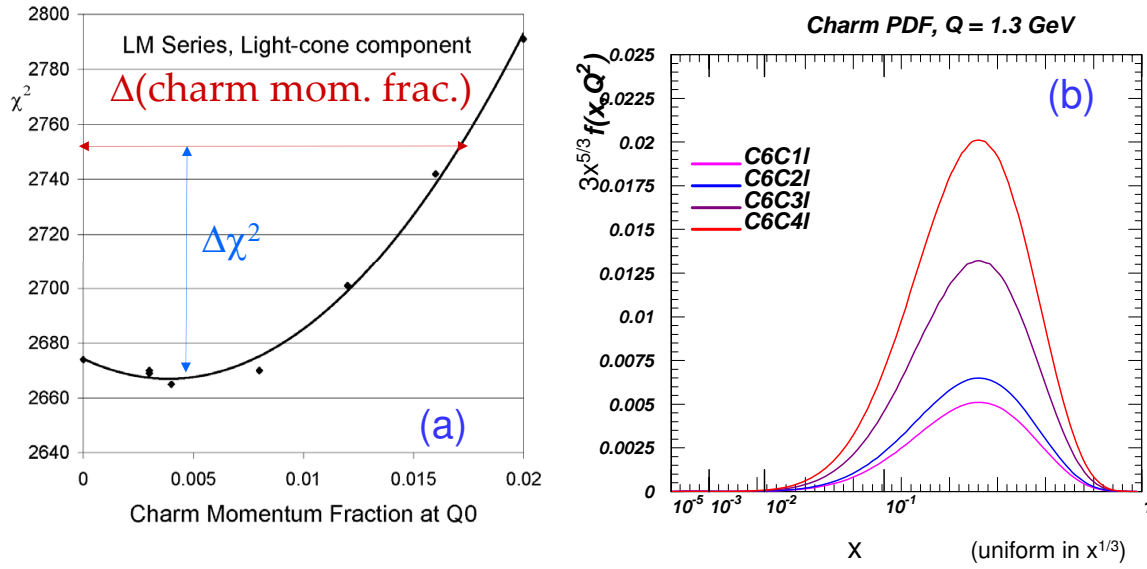 2800
2780
2760
2740
2720
2700
2680
2660
2640
χ²
LM Series, Light-cone component
Δ(charm mom. frac.)
Δχ²
(a)
0 0.005 0.01 0.015 0.02
Charm Momentum Fraction at Q0
Charm PDF, Q = 1.3 GeV
3x^{5/3} f(x,Q²)
0.025
0.0225
0.02
0.0175
0.015
0.0125
0.01
0.0075
0.005
0.0025
0
(b)
C6C1l
C6C2l
C6C3l
C6C4l
10⁻⁵ 10⁻³ 10⁻² 10⁻¹ 1
x (uniform in x^{1/3})